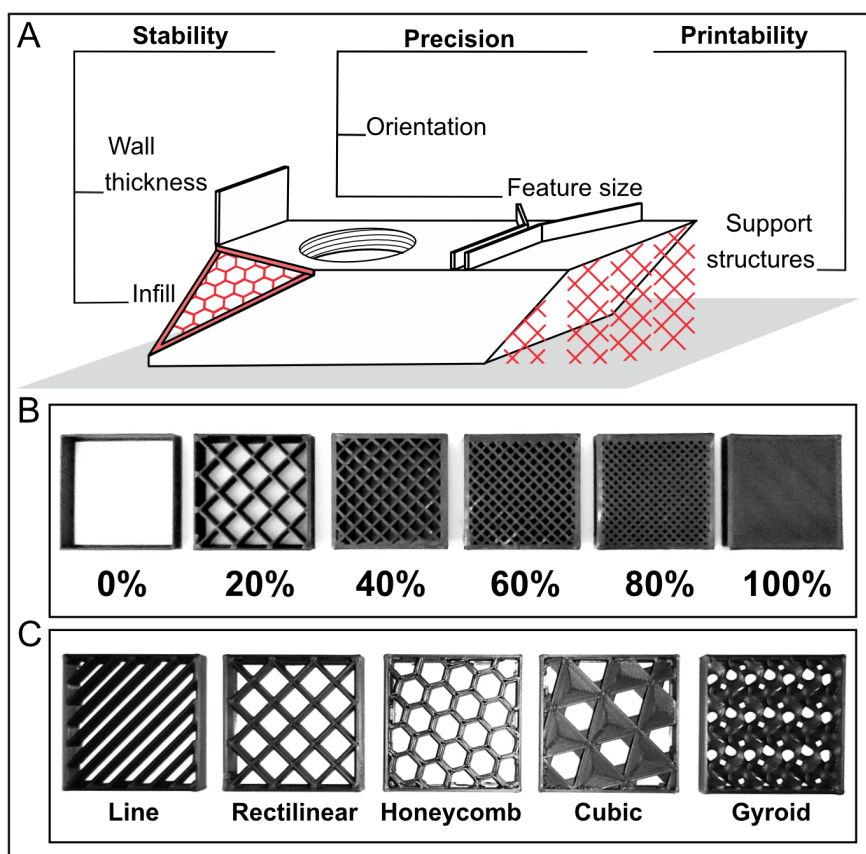 A
Stability Precision Printability
Orientation
Wall
thickness
Feature size
Support
structures
Infill
B
0% 20% 40% 60% 80% 100%
C
Line Rectilinear Honeycomb Cubic Gyroid